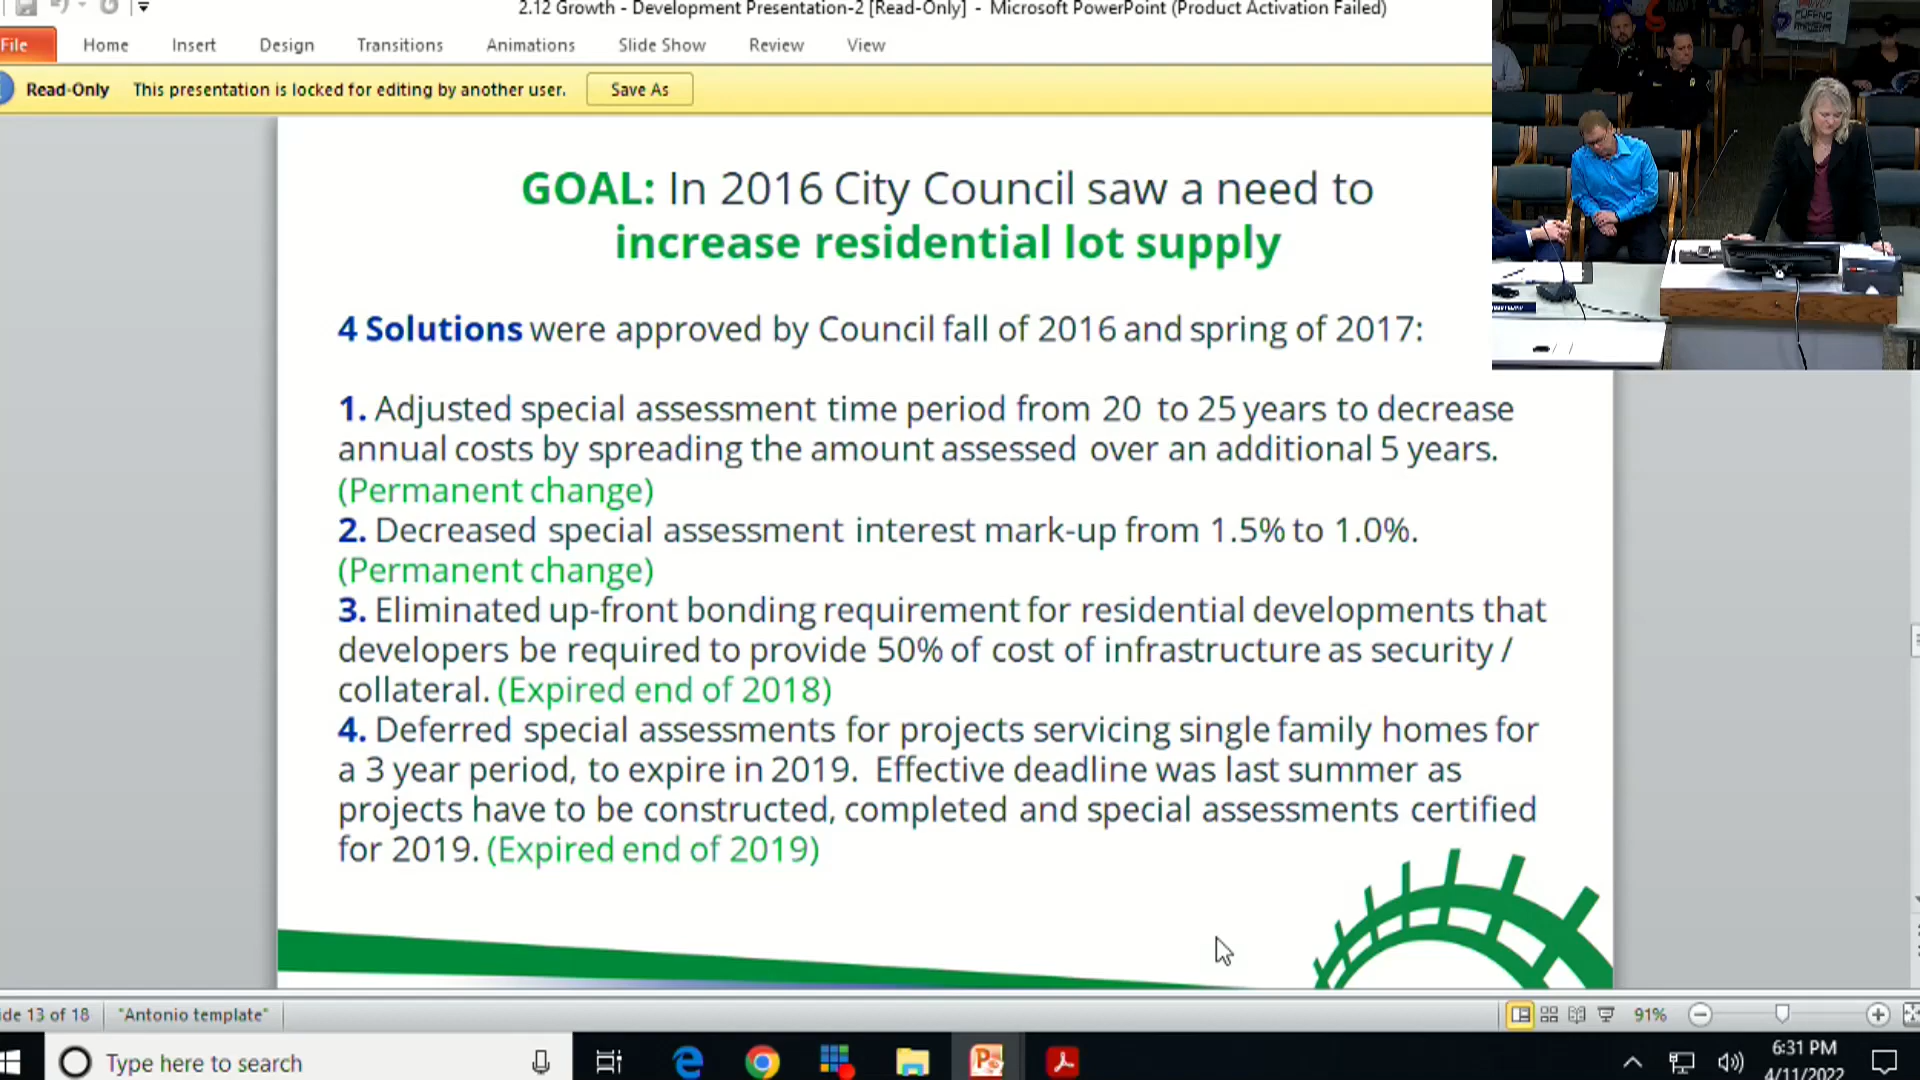 2.12 Growth - Development Presentation-2 [Read-Only] - Microsoft PowerPoint (Product Activation Failed)
File Home Insert Design Transitions Animations Slide Show Review View
Read-Only This presentation is locked for editing by another user. Save As
GOAL: In 2016 City Council saw a need to
increase residential lot supply
4 Solutions were approved by Council fall of 2016 and spring of 2017:
1. Adjusted special assessment time period from 20 to 25 years to decrease
annual costs by spreading the amount assessed over an additional 5 years.
(Permanent change)
2. Decreased special assessment interest mark-up from 1.5% to 1.0%.
(Permanent change)
3. Eliminated up-front bonding requirement for residential developments that
developers be required to provide 50% of cost of infrastructure as security /
collateral. (Expired end of 2018)
4. Deferred special assessments for projects servicing single family homes for
a 3 year period, to expire in 2019. Effective deadline was last summer as
projects have to be constructed, completed and special assessments certified
for 2019. (Expired end of 2019)
ide 13 of 18 "Antonio template" 91%
Type here to search
6:31 PM
4/11/2022